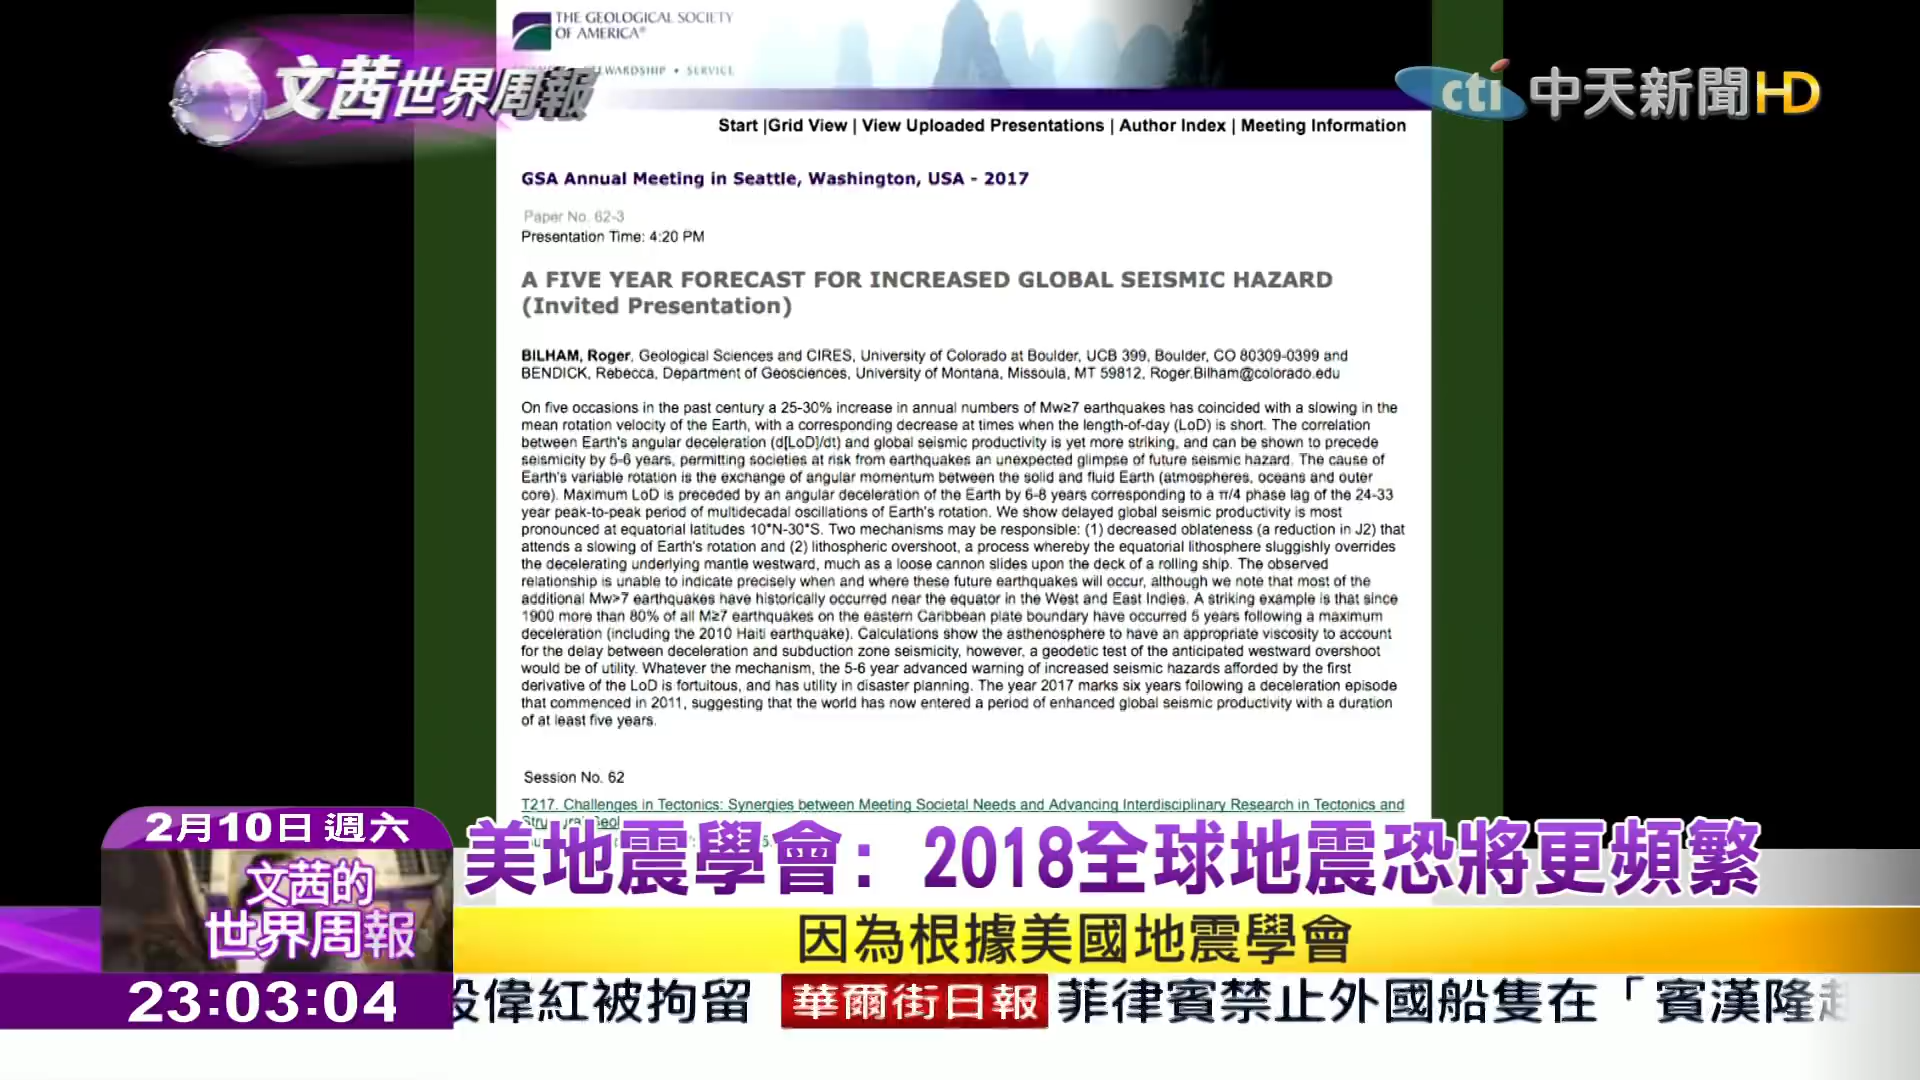 THE GEOLOGICAL SOCIETY
OF AMERICA®
WARDSHIP • SERVICE
文茜世界周報
cti 中天新聞HD
Start |Grid View | View Uploaded Presentations | Author Index | Meeting Information
GSA Annual Meeting in Seattle, Washington, USA - 2017
Paper No. 62-3
Presentation Time: 4:20 PM
A FIVE YEAR FORECAST FOR INCREASED GLOBAL SEISMIC HAZARD
(Invited Presentation)
BILHAM, Roger, Geological Sciences and CIRES, University of Colorado at Boulder, UCB 399, Boulder, CO 80309-0399 and
BENDICK, Rebecca, Department of Geosciences, University of Montana, Missoula, MT 59812, Roger.Bilham@colorado.edu
On five occasions in the past century a 25-30% increase in annual numbers of Mw≥7 earthquakes has coincided with a slowing in the
mean rotation velocity of the Earth, with a corresponding decrease at times when the length-of-day (LoD) is short. The correlation
between Earth's angular deceleration (d[LoD]/dt) and global seismic productivity is yet more striking, and can be shown to precede
seismicity by 5-6 years, permitting societies at risk from earthquakes an unexpected glimpse of future seismic hazard. The cause of
Earth's variable rotation is the exchange of angular momentum between the solid and fluid Earth (atmospheres, oceans and outer
core). Maximum LoD is preceded by an angular deceleration of the Earth by 6-8 years corresponding to a π/4 phase lag of the 24-33
year peak-to-peak period of multidecadal oscillations of Earth's rotation. We show delayed global seismic productivity is most
pronounced at equatorial latitudes 10°N-30°S. Two mechanisms may be responsible: (1) decreased oblateness (a reduction in J2) that
attends a slowing of Earth's rotation and (2) lithospheric overshoot, a process whereby the equatorial lithosphere sluggishly overrides
the decelerating underlying mantle westward, much as a loose cannon slides upon the deck of a rolling ship. The observed
relationship is unable to indicate precisely when and where these future earthquakes will occur, although we note that most of the
additional Mw>7 earthquakes have historically occurred near the equator in the West and East Indies. A striking example is that since
1900 more than 80% of all M≥7 earthquakes on the eastern Caribbean plate boundary have occurred 5 years following a maximum
deceleration (including the 2010 Haiti earthquake). Calculations show the asthenosphere to have an appropriate viscosity to account
for the delay between deceleration and subduction zone seismicity, however, a geodetic test of the anticipated westward overshoot
would be of utility. Whatever the mechanism, the 5-6 year advanced warning of increased seismic hazards afforded by the first
derivative of the LoD is fortuitous, and has utility in disaster planning. The year 2017 marks six years following a deceleration episode
that commenced in 2011, suggesting that the world has now entered a period of enhanced global seismic productivity with a duration
of at least five years.
Session No. 62
T217. Challenges in Tectonics: Synergies between Meeting Societal Needs and Advancing Interdisciplinary Research in Tectonics and
2月10日 週六
文茜的
世界周報
美地震學會: 2018全球地震恐將更頻繁
因為根據美國地震學會
23:03:04
偉紅被拘留 華爾街日報 菲律賓禁止外國船隻在「賓漢隆